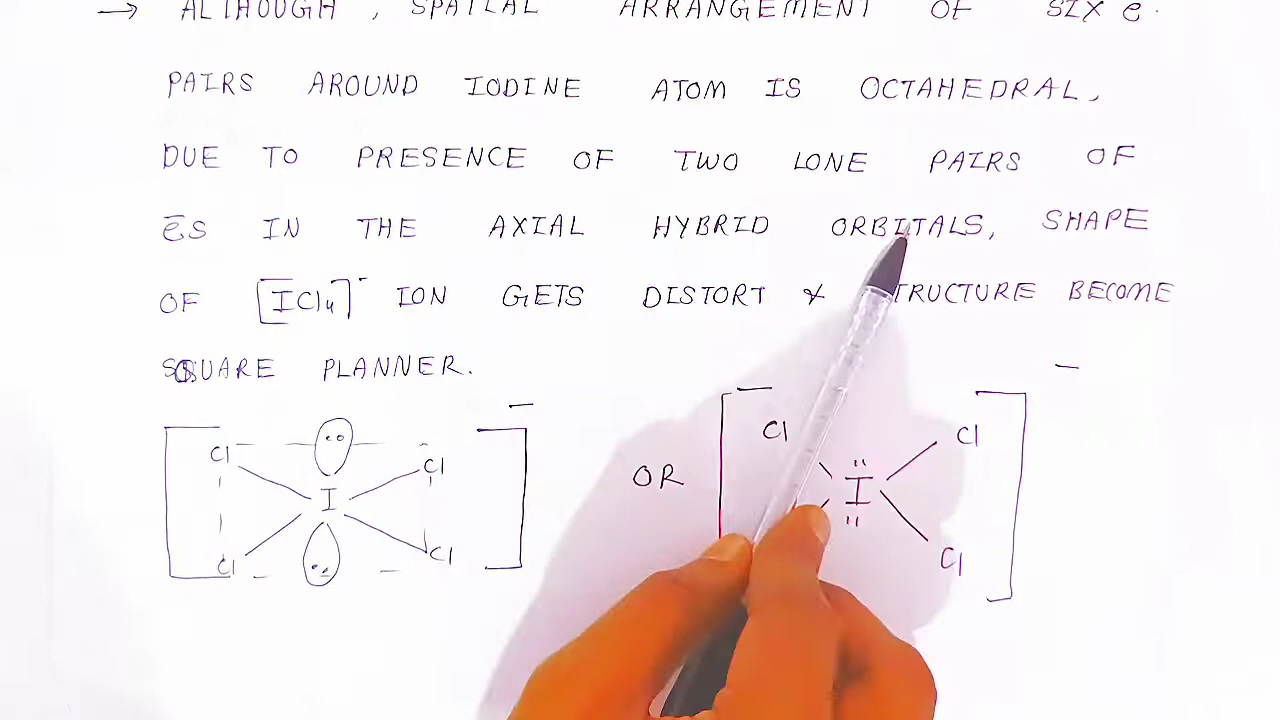 → ALTHOUGH, SPATIAL ARRANGEMENT OF SIX e-
PAIRS AROUND IODINE ATOM IS OCTAHEDRAL,
DUE TO PRESENCE OF TWO LONE PAIRS OF
ēS IN THE AXIAL HYBRID ORBITALS, SHAPE
OF [ICl₄]⁻ ION GETS DISTORT & STRUCTURE BECOME
SQUARE PLANNER.
Cl Cl
I
Cl Cl
OR
Cl Cl
I
Cl